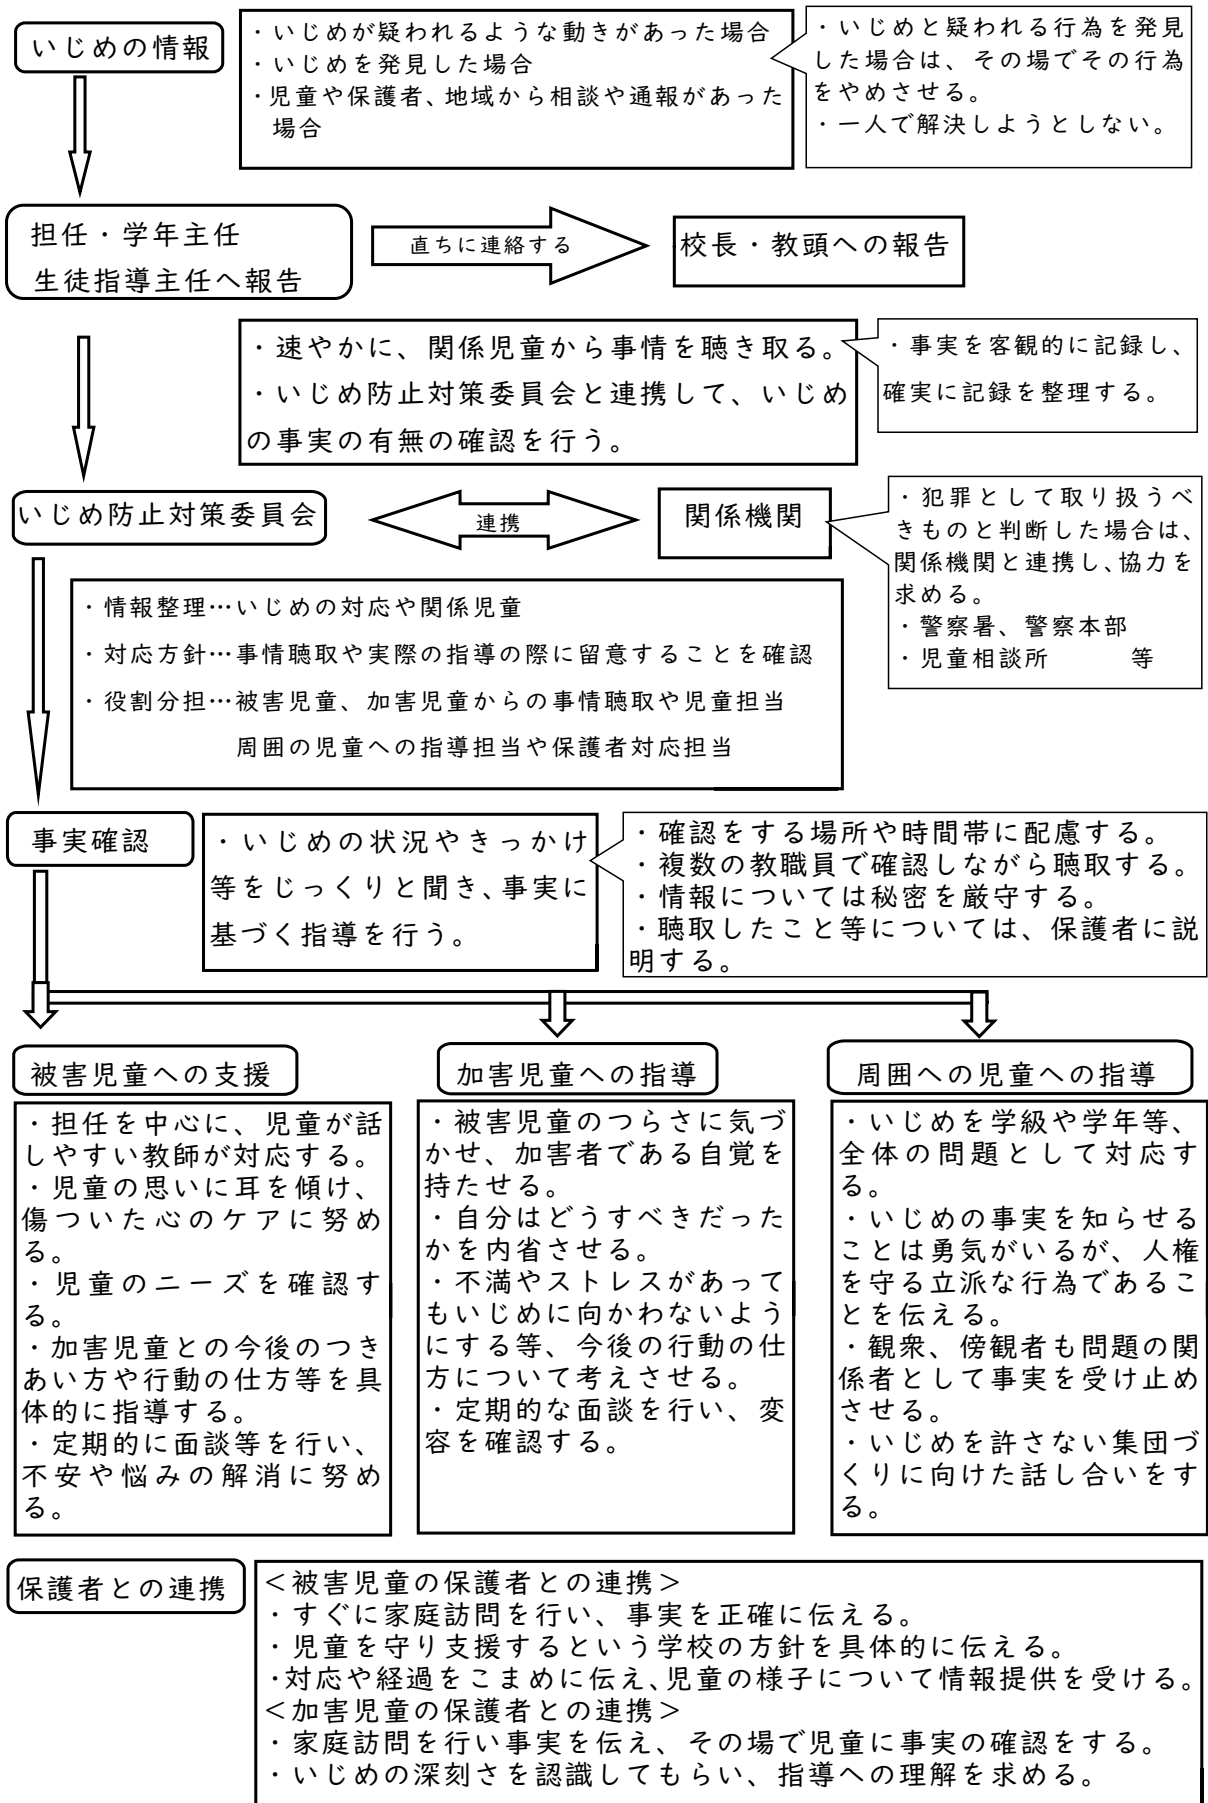 いじめの情報
・いじめが疑われるような動きがあった場合
・いじめを発見した場合
・児童や保護者、地域から相談や通報があった
場合
・いじめと疑われる行為を発見
した場合は、その場でその行為
をやめさせる。
・一人で解決しようとしない。
担任・学年主任
生徒指導主任へ報告
直ちに連絡する
校長・教頭への報告
・速やかに、関係児童から事情を聴き取る。
・いじめ防止対策委員会と連携して、いじめ
の事実の有無の確認を行う。
・事実を客観的に記録し、
確実に記録を整理する。
いじめ防止対策委員会
連携
関係機関
・犯罪として取り扱うべ
きものと判断した場合は、
関係機関と連携し、協力を
求める。
・警察署、警察本部
・児童相談所　　　等
・情報整理…いじめの対応や関係児童
・対応方針…事情聴取や実際の指導の際に留意することを確認
・役割分担…被害児童、加害児童からの事情聴取や児童担当
周囲の児童への指導担当や保護者対応担当
事実確認
・いじめの状況やきっかけ
等をじっくりと聞き、事実に
基づく指導を行う。
・確認をする場所や時間帯に配慮する。
・複数の教職員で確認しながら聴取する。
・情報については秘密を厳守する。
・聴取したこと等については、保護者に説
明する。
被害児童への支援
・担任を中心に、児童が話
しやすい教師が対応する。
・児童の思いに耳を傾け、
傷ついた心のケアに努め
る。
・児童のニーズを確認す
る。
・加害児童との今後のつき
あい方や行動の仕方等を具
体的に指導する。
・定期的に面談等を行い、
不安や悩みの解消に努め
る。
加害児童への指導
・被害児童のつらさに気づ
かせ、加害者である自覚を
持たせる。
・自分はどうすべきだった
かを内省させる。
・不満やストレスがあって
もいじめに向かわないよう
にする等、今後の行動の仕
方について考えさせる。
・定期的な面談を行い、変
容を確認する。
周囲への児童への指導
・いじめを学級や学年等、
全体の問題として対応す
る。
・いじめの事実を知らせる
ことは勇気がいるが、人権
を守る立派な行為であるこ
とを伝える。
・観衆、傍観者も問題の関
係者として事実を受け止め
させる。
・いじめを許さない集団づ
くりに向けた話し合いをす
る。
保護者との連携
＜被害児童の保護者との連携＞
・すぐに家庭訪問を行い、事実を正確に伝える。
・児童を守り支援するという学校の方針を具体的に伝える。
・対応や経過をこまめに伝え、児童の様子について情報提供を受ける。
＜加害児童の保護者との連携＞
・家庭訪問を行い事実を伝え、その場で児童に事実の確認をする。
・いじめの深刻さを認識してもらい、指導への理解を求める。